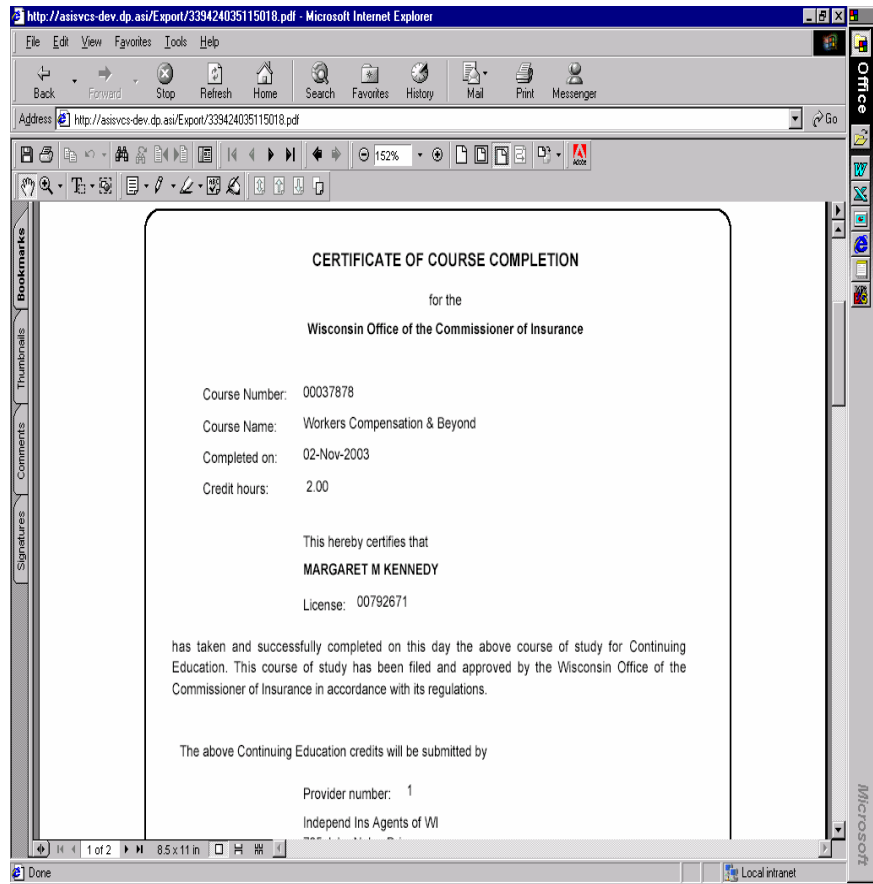 http://asisvcs-dev.dp.asi/Export/339424035115018.pdf - Microsoft Internet Explorer
File Edit View Favorites Tools Help
Back Forward Stop Refresh Home Search Favorites History Mail Print Messenger
Address http://asisvcs-dev.dp.asi/Export/339424035115018.pdf Go
152%
Adobe
Office
Bookmarks
Thumbnails
Comments
Signatures
CERTIFICATE OF COURSE COMPLETION
for the
Wisconsin Office of the Commissioner of Insurance
Course Number: 00037878
Course Name: Workers Compensation & Beyond
Completed on: 02-Nov-2003
Credit hours: 2.00
This hereby certifies that
MARGARET M KENNEDY
License: 00792671
has taken and successfully completed on this day the above course of study for Continuing
Education. This course of study has been filed and approved by the Wisconsin Office of the
Commissioner of Insurance in accordance with its regulations.
The above Continuing Education credits will be submitted by
Provider number: 1
Independ Ins Agents of WI
1 of 2 8.5 x 11 in
Done Local intranet
Microsoft